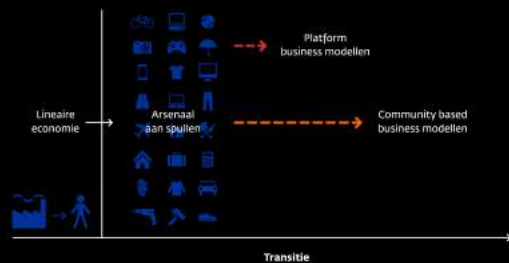 Platform
business modellen
Lineaire
economie
Arsenaal
aan spullen
Community based
business modellen
Transitie